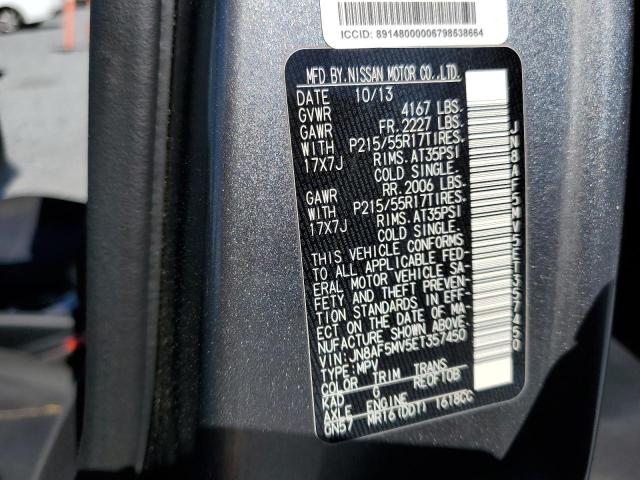 ICCID: 89148000006798538664
MFD. BY. NISSAN MOTOR CO., LTD.
DATE 10/13
GVWR 4167 LBS.
GAWR FR. 2227 LBS.
WITH P215/55R17TIRES.
17X7J RIMS. AT35PSI
COLD SINGLE.
GAWR RR. 2006 LBS.
WITH P215/55R17TIRES.
17X7J RIMS. AT35PSI
COLD SINGLE.
THIS VEHICLE CONFORMS
TO ALL APPLICABLE FED-
ERAL MOTOR VEHICLE SA-
FETY AND THEFT PREVEN-
TION STANDARDS IN EFF-
ECT ON THE DATE OF MA-
NUFACTURE SHOWN ABOVE.
VIN: JN8AF5MV5ET357450
TYPE: MPV
COLOR TRIM TRANS
KAD G RE0F10B
AXLE ENGINE
GN57 MR16(DDT) 1618CC
JN8AF5MV5ET357450